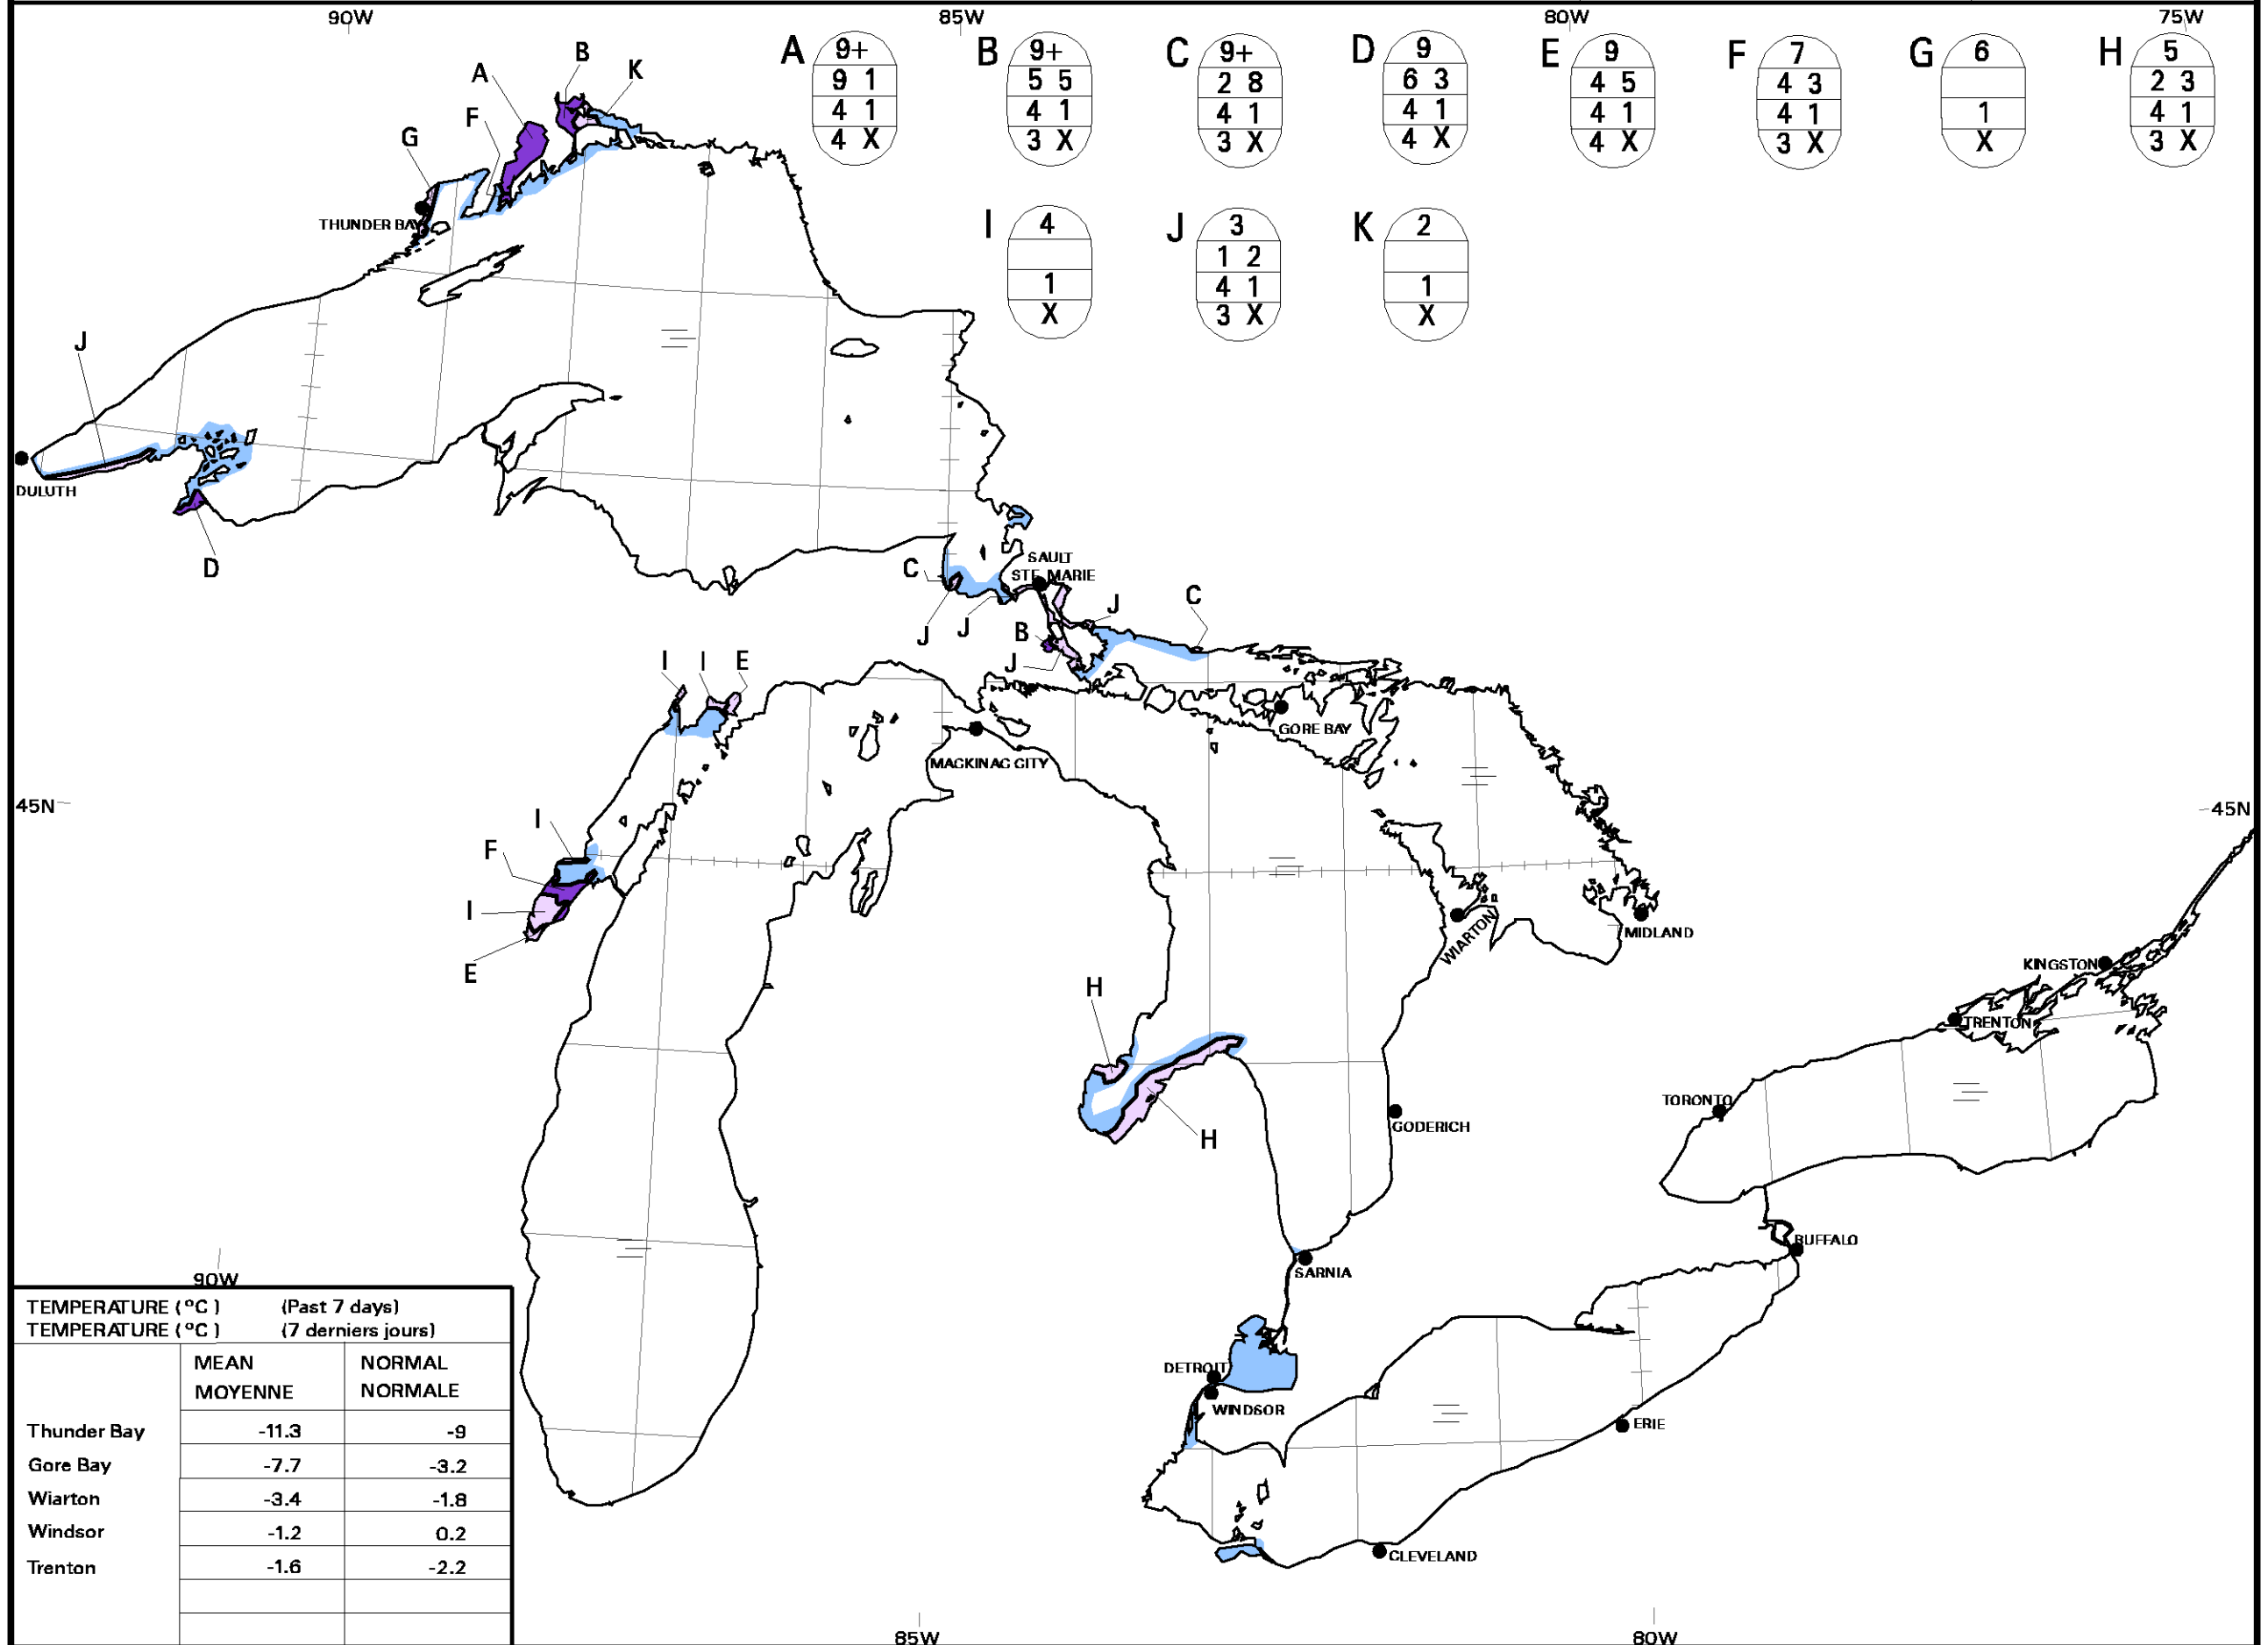 90W 85W 80W 75W
A 9+ B 9+ C 9+ D 9 E 9 F 7 G 6 H 5
9 1 5 5 2 8 6 3 4 5 4 3 2 3
4 1 4 1 4 1 4 1 4 1 4 1 1 4 1
4 X 3 X 3 X 4 X 4 X 3 X X 3 X
I 4 J 3 K 2
1 2
1 4 1 1
X 3 X X
B
A K
F
G
THUNDER BAY
J
DULUTH
D
C
SAULT
STE. MARIE
J J B J C
J
I I E
GORE BAY
MACKINAC CITY
45N 45N
I
F
I
E
WIARTON
MIDLAND
KINGSTON
TRENTON
H
H
TORONTO
GODERICH
BUFFALO
SARNIA
DETROIT
WINDSOR
ERIE
CLEVELAND
90W
TEMPERATURE (°C) (Past 7 days)
TEMPERATURE (°C) (7 derniers jours)
MEAN NORMAL
MOYENNE NORMALE
Thunder Bay -11.3 -9
Gore Bay -7.7 -3.2
Wiarton -3.4 -1.8
Windsor -1.2 0.2
Trenton -1.6 -2.2
85W 80W